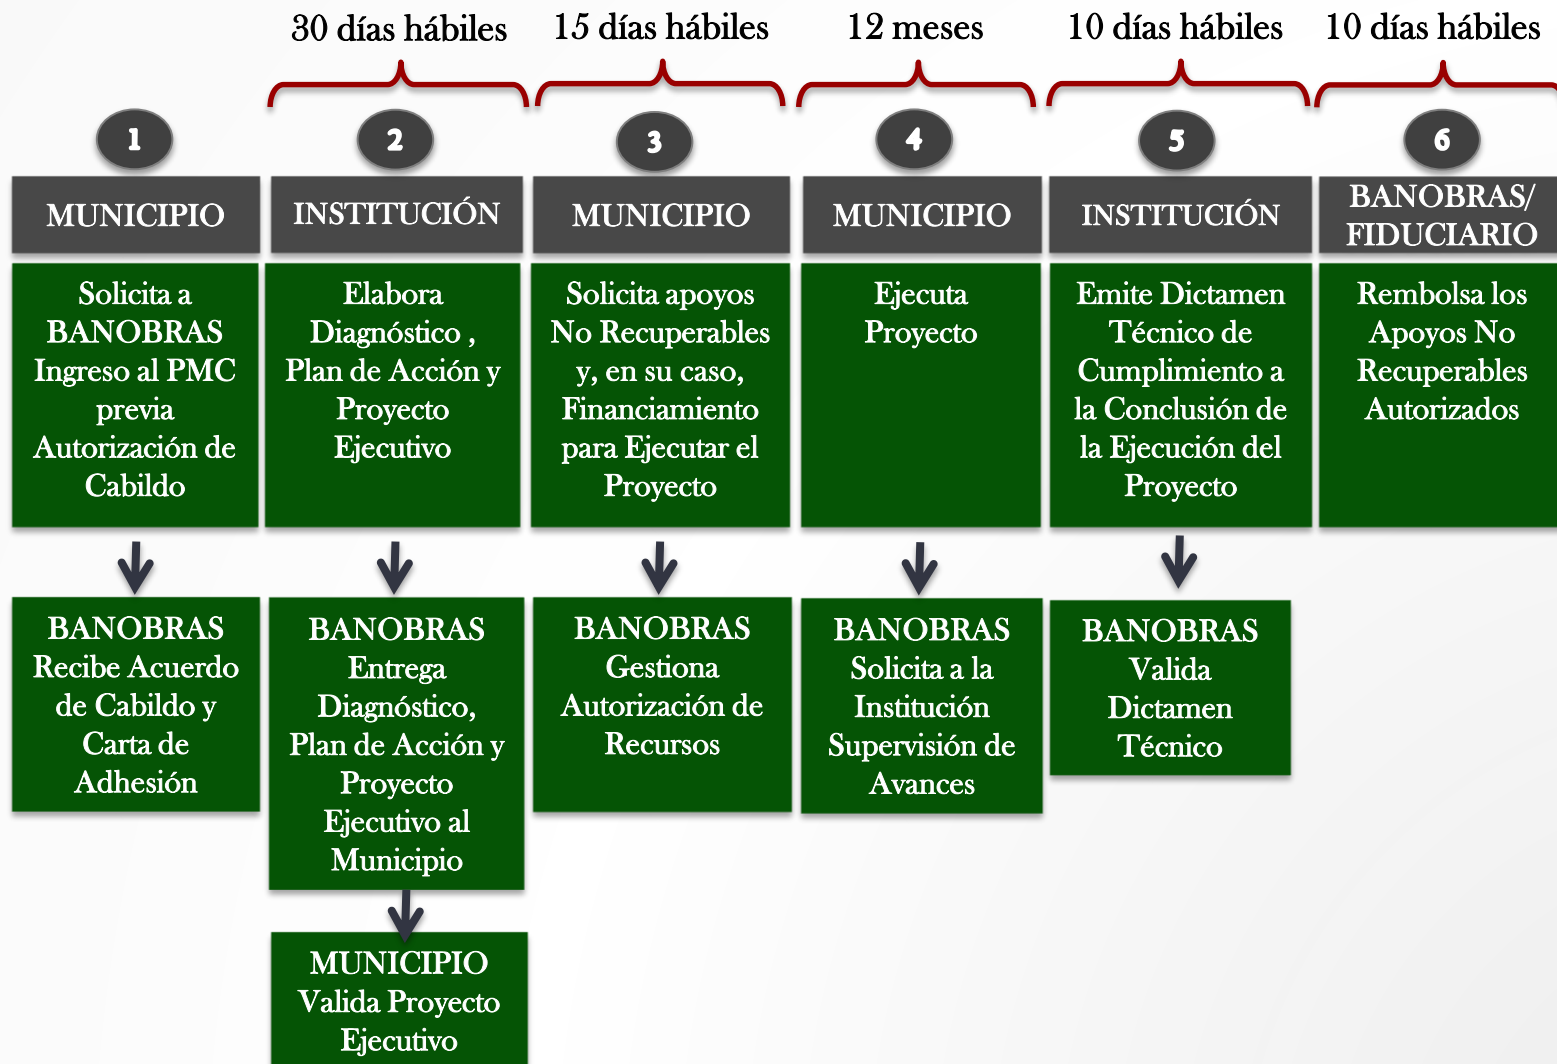 30 días hábiles
15 días hábiles
12 meses
10 días hábiles
10 días hábiles
1
2
3
4
5
6
MUNICIPIO
INSTITUCIÓN
MUNICIPIO
MUNICIPIO
INSTITUCIÓN
BANOBRAS/
FIDUCIARIO
Solicita a
BANOBRAS
Ingreso al PMC
previa
Autorización de
Cabildo
Elabora
Diagnóstico ,
Plan de Acción y
Proyecto
Ejecutivo
Solicita apoyos
No Recuperables
y, en su caso,
Financiamiento
para Ejecutar el
Proyecto
Ejecuta
Proyecto
Emite Dictamen
Técnico de
Cumplimiento a
la Conclusión de
la Ejecución del
Proyecto
Rembolsa los
Apoyos No
Recuperables
Autorizados
BANOBRAS
Recibe Acuerdo
de Cabildo y
Carta de
Adhesión
BANOBRAS
Entrega
Diagnóstico,
Plan de Acción y
Proyecto
Ejecutivo al
Municipio
BANOBRAS
Gestiona
Autorización de
Recursos
BANOBRAS
Solicita a la
Institución
Supervisión de
Avances
BANOBRAS
Valida
Dictamen
Técnico
MUNICIPIO
Valida Proyecto
Ejecutivo